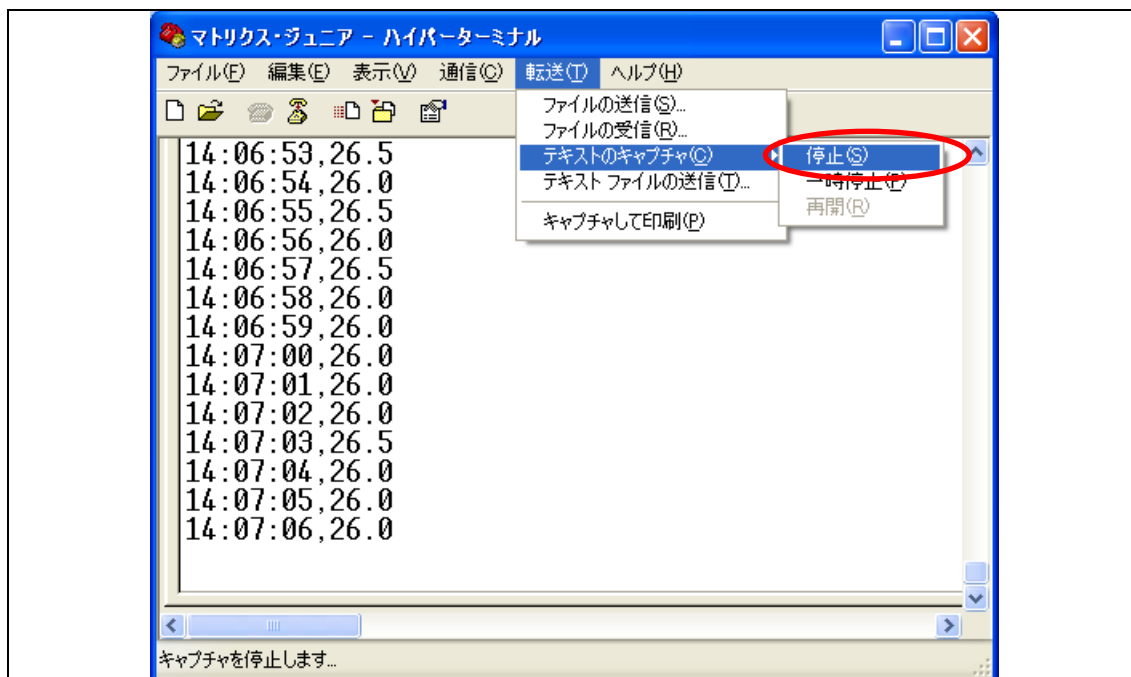 マトリクス・ジュニア - ハイパーターミナル
ファイル(F) 編集(E) 表示(V) 通信(C) 転送(T) ヘルプ(H)
ファイルの送信(S)...
ファイルの受信(R)...
テキストのキャプチャ(C)
テキスト ファイルの送信(T)...
キャプチャして印刷(P)
停止(S)
一時停止(P)
再開(R)
14:06:53,26.5
14:06:54,26.0
14:06:55,26.5
14:06:56,26.0
14:06:57,26.5
14:06:58,26.0
14:06:59,26.0
14:07:00,26.0
14:07:01,26.0
14:07:02,26.0
14:07:03,26.5
14:07:04,26.0
14:07:05,26.0
14:07:06,26.0
キャプチャを停止します...